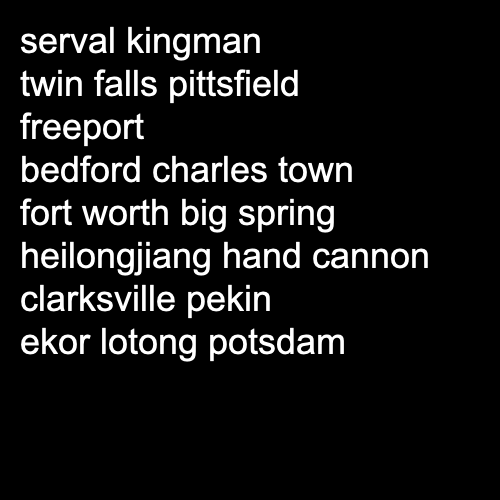 serval kingman
twin falls pittsfield
freeport
bedford charles town
fort worth big spring
heilongjiang hand cannon
clarksville pekin
ekor lotong potsdam